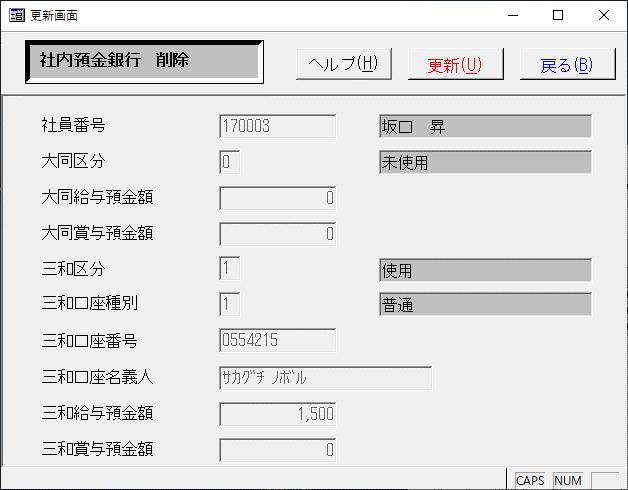 更新画面
社内預金銀行　削除
ヘルプ(H)
更新(U)
戻る(B)
社員番号 170003 坂口　昇
大同区分 0 未使用
大同給与預金額 0
大同賞与預金額 0
三和区分 1 使用
三和口座種別 1 普通
三和口座番号 0554215
三和口座名義人 ｻｶｸﾞﾁ ﾉﾎﾞﾙ
三和給与預金額 1,500
三和賞与預金額 0
CAPS NUM